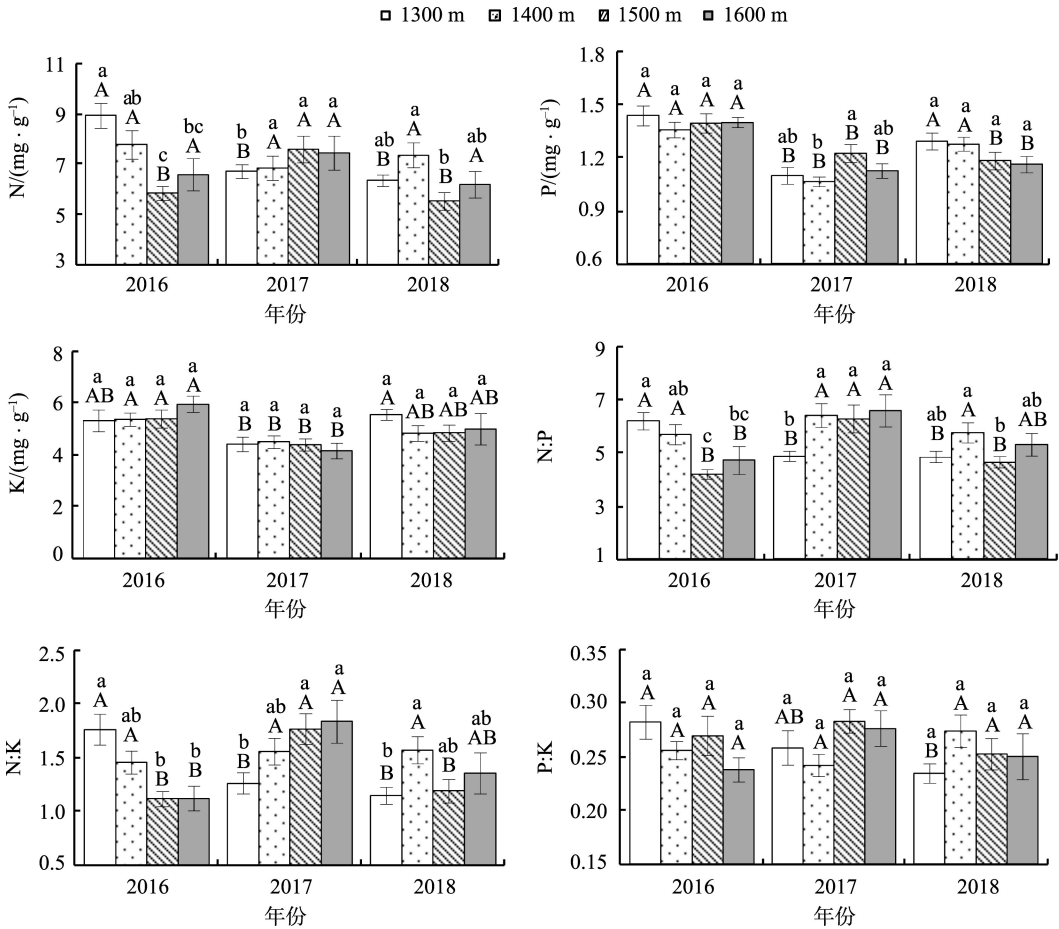 1300 m 1400 m 1500 m 1600 m
N/(mg · g⁻¹)
11
9
7
5
3
a
A
ab
A
c
B
bc
A
b
B
a
A
a
A
a
A
ab
B
a
A
b
B
ab
A
2016 2017 2018
年份
P/(mg · g⁻¹)
1.8
1.5
1.2
0.9
0.6
a
A
a
A
a
A
a
A
ab
B
b
B
a
B
ab
B
a
A
a
A
a
B
a
B
2016 2017 2018
年份
K/(mg · g⁻¹)
8
6
4
2
0
a
AB
a
A
a
A
a
A
a
B
a
B
a
B
a
B
a
A
a
AB
a
AB
a
AB
2016 2017 2018
年份
N:P
9
7
5
3
1
a
A
ab
A
c
B
bc
B
b
B
a
A
a
A
a
A
ab
B
a
A
b
B
ab
AB
2016 2017 2018
年份
N:K
2.5
2.0
1.5
1.0
0.5
a
A
ab
A
b
B
b
B
b
B
ab
A
a
A
a
A
b
B
a
A
ab
B
ab
AB
2016 2017 2018
年份
P:K
0.35
0.30
0.25
0.20
0.15
a
A
a
A
a
A
a
A
a
AB
a
A
a
A
a
A
a
B
a
A
a
A
a
A
2016 2017 2018
年份